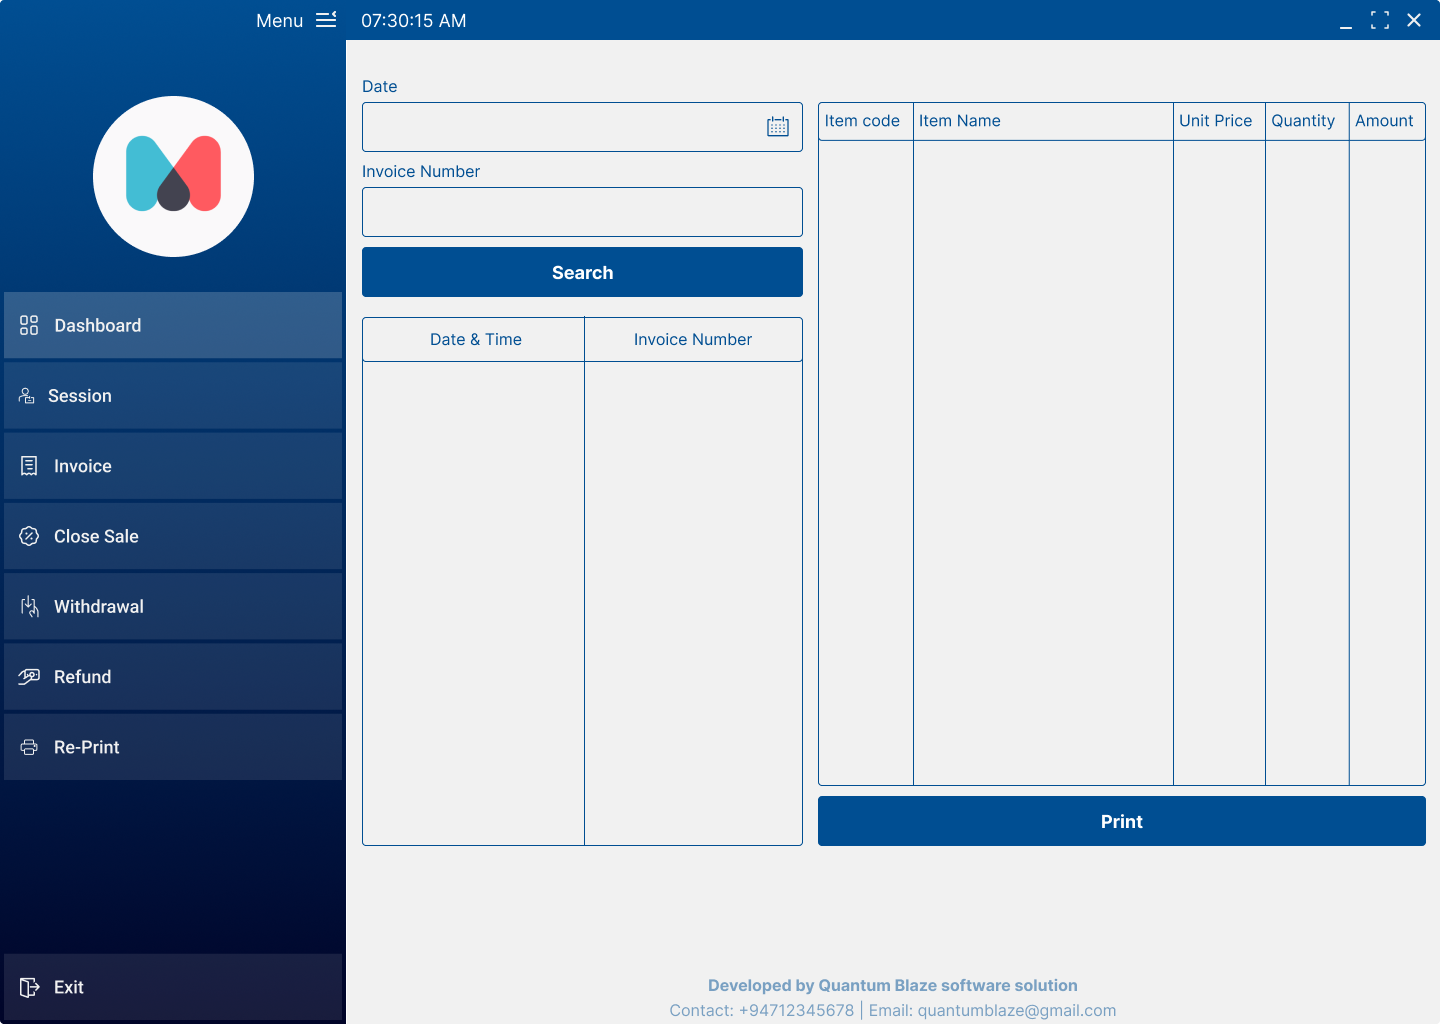 Menu
07:30:15 AM
Dashboard
Session
Invoice
Close Sale
Withdrawal
Refund
Re-Print
Exit
Date
Invoice Number
Search
Date & Time Invoice Number
Item code Item Name Unit Price Quantity Amount
Print
Developed by Quantum Blaze software solution
Contact: +94712345678 | Email: quantumblaze@gmail.com